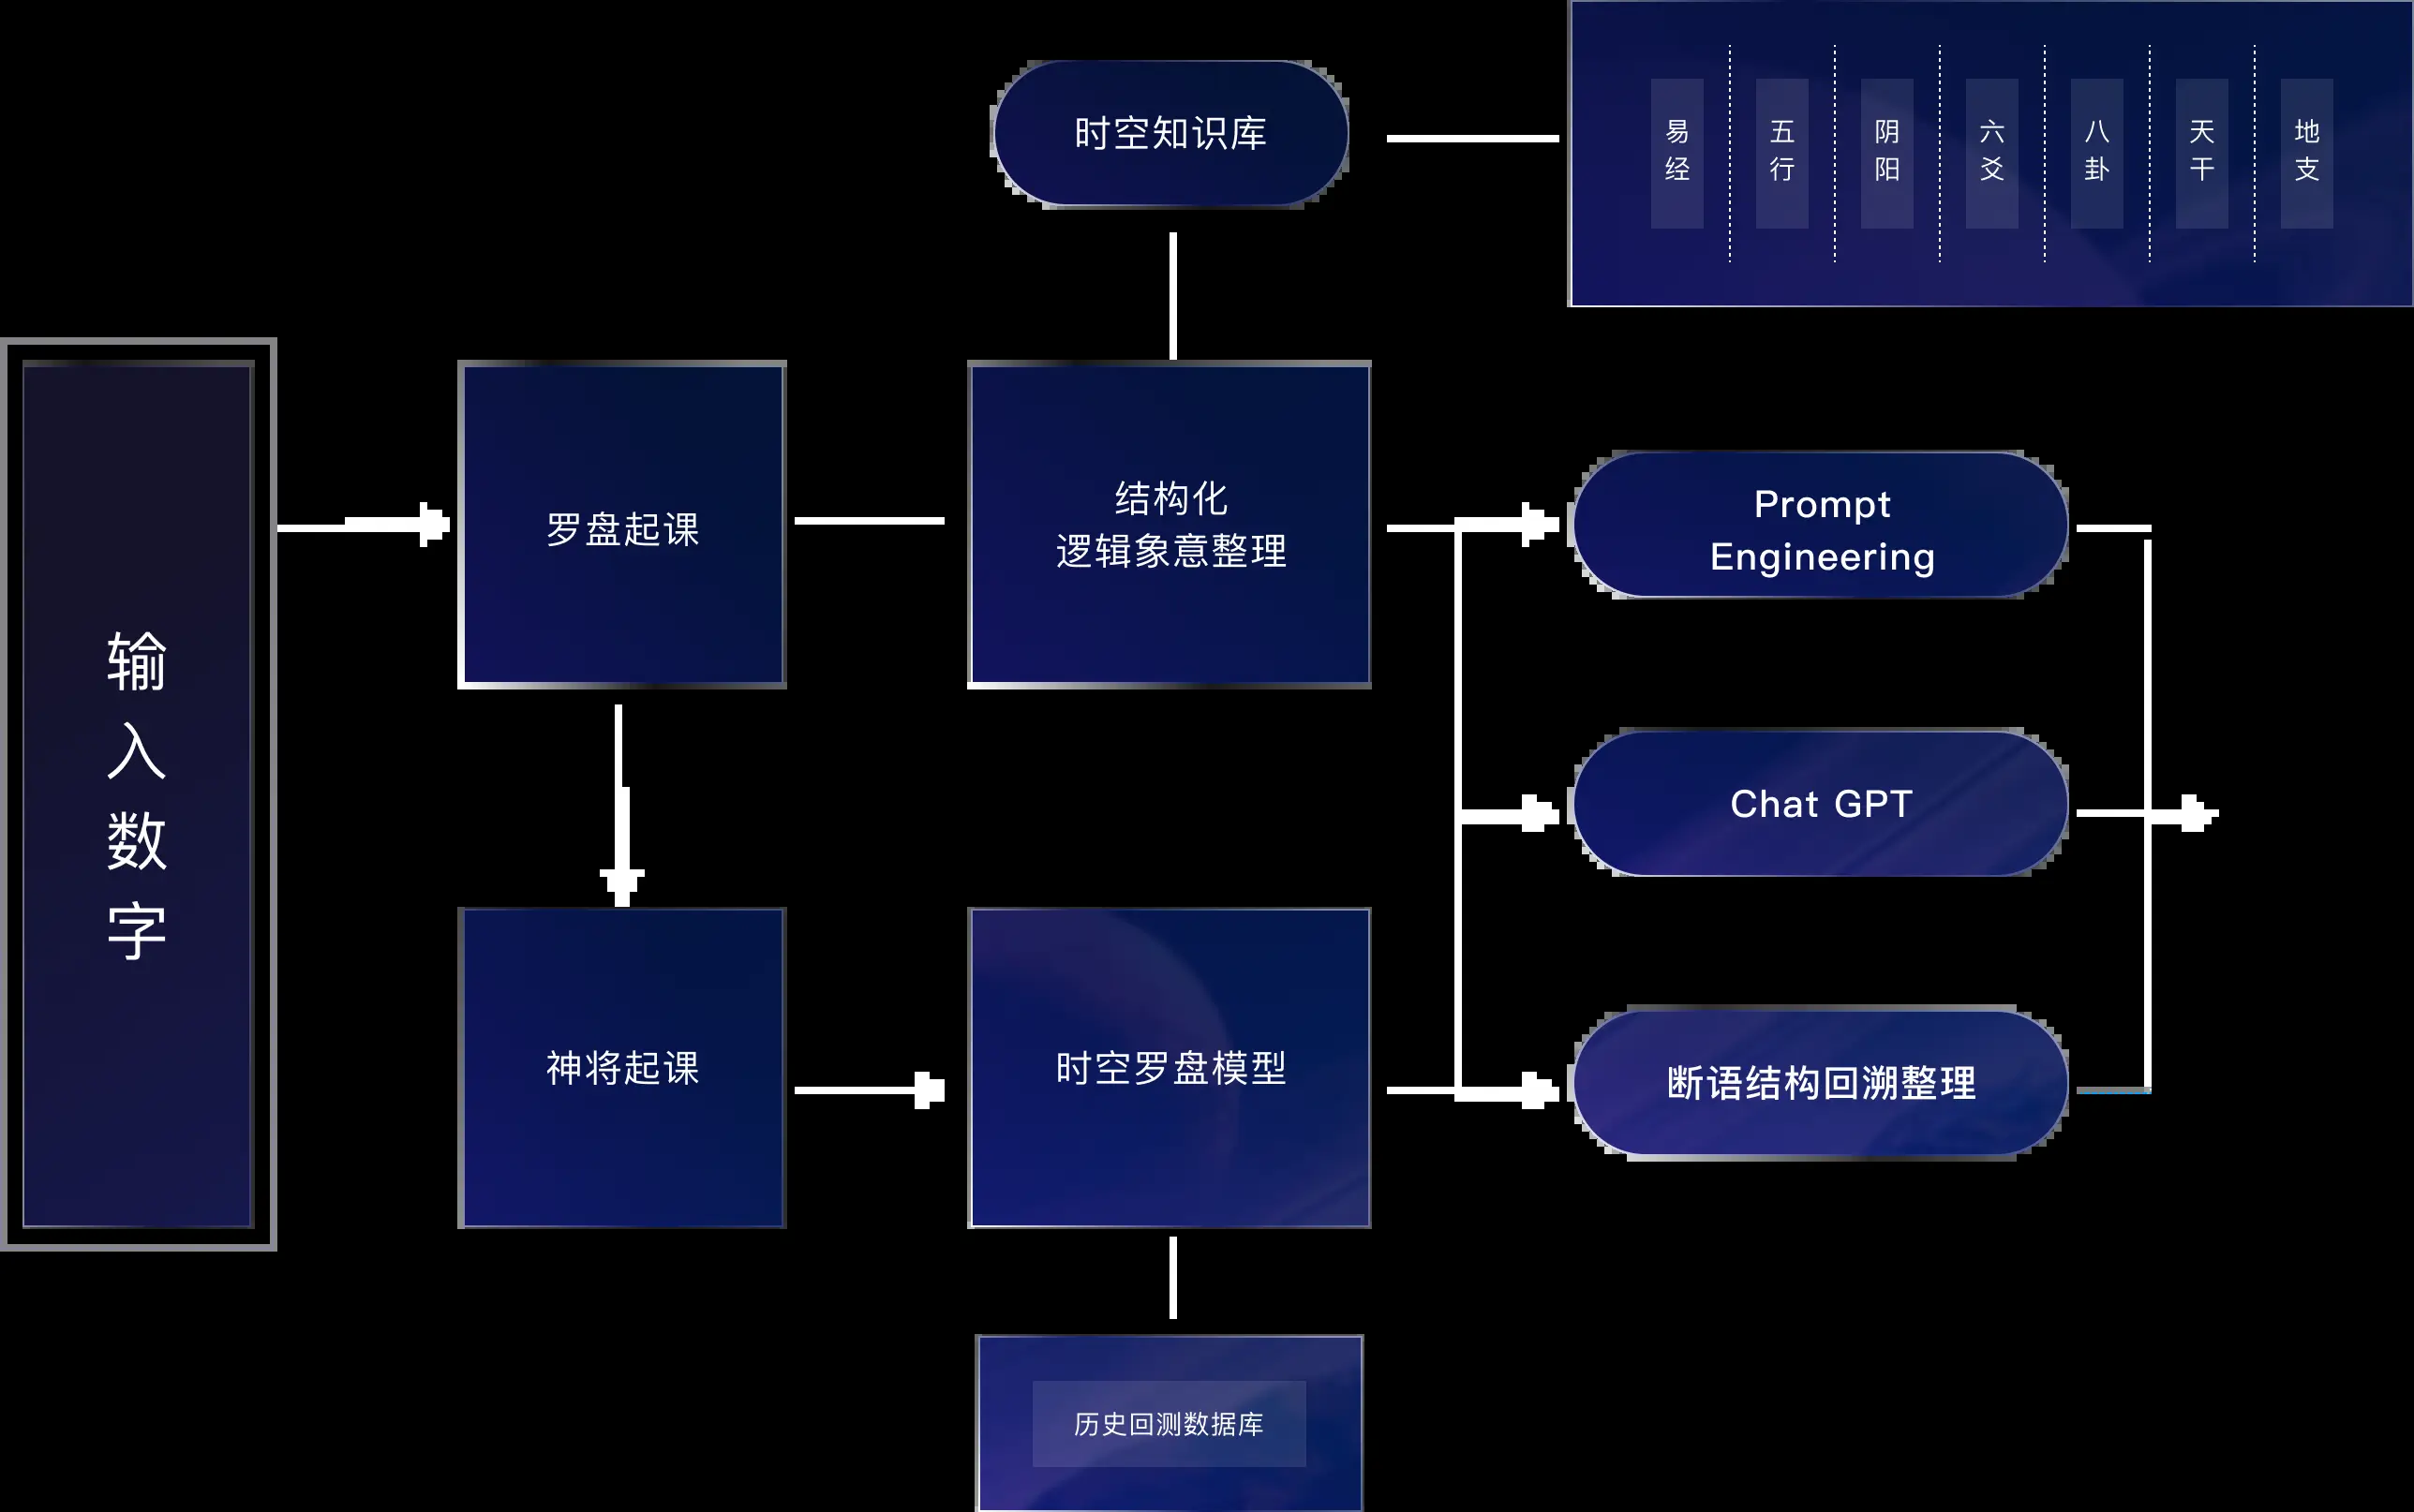 时空知识库
易经
五行
阴阳
六爻
八卦
天干
地支
输入数字
罗盘起课
结构化
逻辑象意整理
Prompt
Engineering
Chat GPT
神将起课
时空罗盘模型
断语结构回溯整理
历史回测数据库